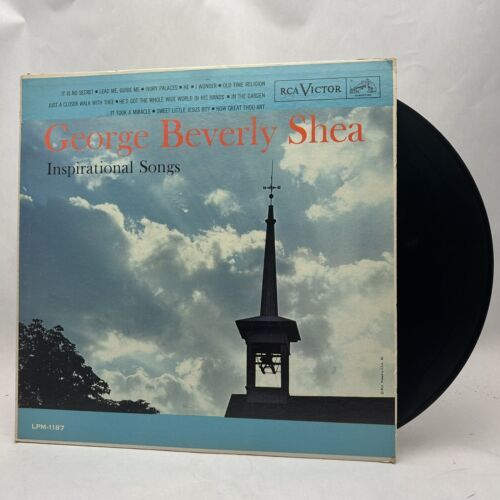 IT IS NO SECRET • LEAD ME, GUIDE ME • IVORY PALACES • HE • I WONDER • OLD TIME RELIGION
JUST A CLOSER WALK WITH THEE • HE'S GOT THE WHOLE WIDE WORLD IN HIS HANDS • IN THE GARDEN
IT TOOK A MIRACLE • SWEET LITTLE JESUS BOY • HOW GREAT THOU ART
RCA VICTOR
George Beverly Shea
Inspirational Songs
LPM-1187